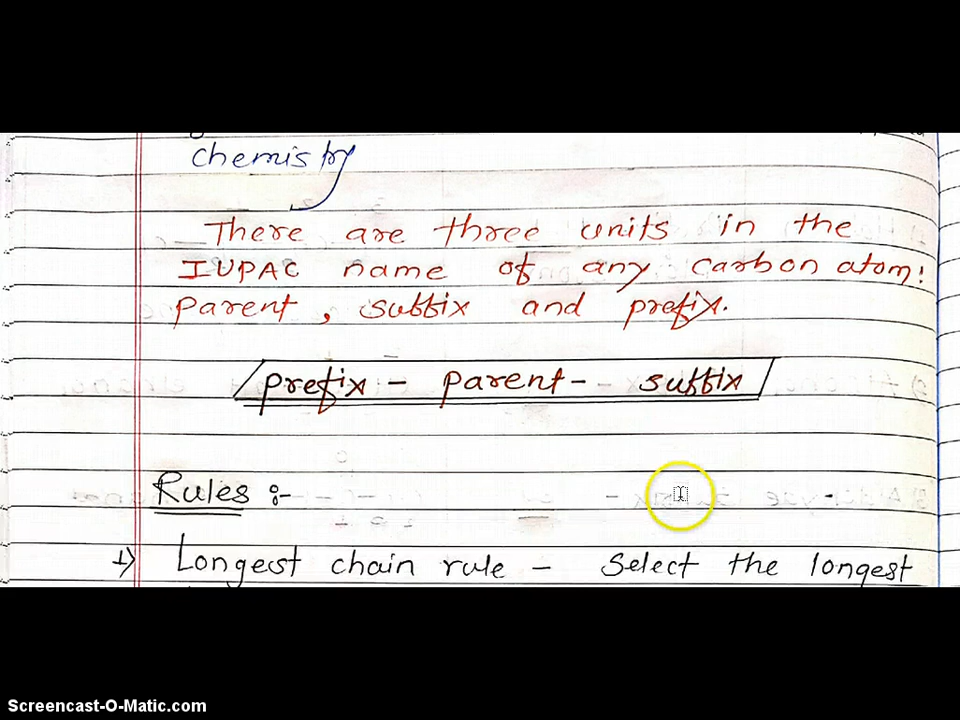 chemistry
There are three units in the
IUPAC name of any carbon atom:
parent, suffix and prefix.
prefix - parent - suffix
Rules :-
1) Longest chain rule - Select the longest
Screencast-O-Matic.com